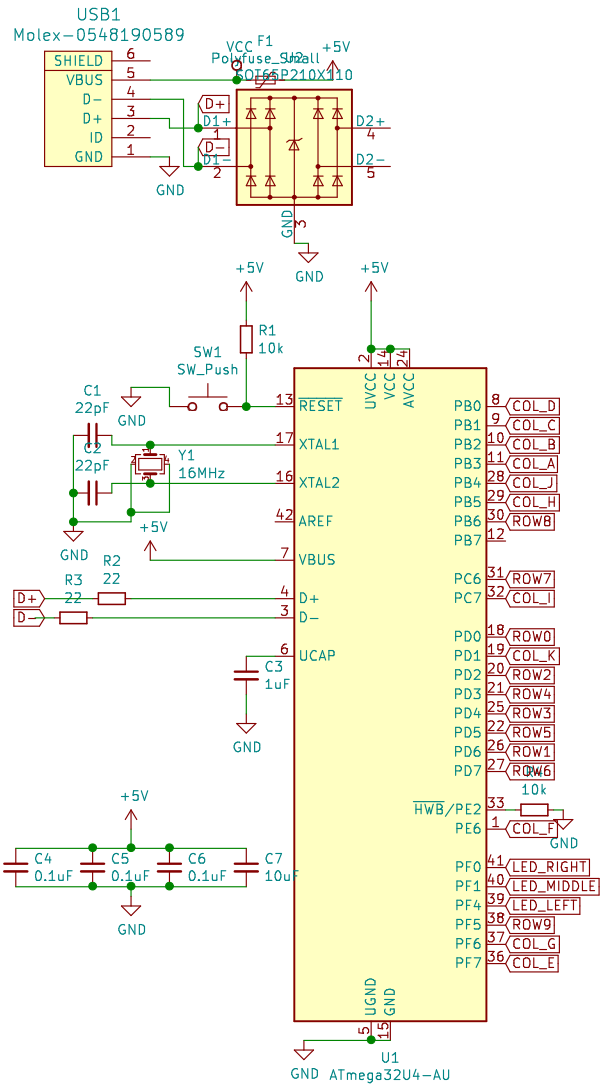 USB1
Molex-0548190589
SHIELD 6
VBUS 5
D- 4
D+ 3
ID 2
GND 1
GND
VCC
F1
Polyfuse_Small
U2
SOT65P210X110
+5V
D+
D1+ 1
D-
D1- 2
D2+ 4
D2- 5
GND 3
GND
+5V
+5V
R1
10k
SW1
SW_Push
GND
C1
22pF
C2
22pF
Y1
16MHz
1
3
GND
+5V
R2
22
R3
22
D+
D-
C3
1uF
GND
2 14 24
UVCC VCC AVCC
13 RESET
17 XTAL1
16 XTAL2
42 AREF
7 VBUS
4 D+
3 D-
6 UCAP
PB0 8 COL_D
PB1 9 COL_C
PB2 10 COL_B
PB3 11 COL_A
PB4 28 COL_J
PB5 29 COL_H
PB6 30 ROW8
PB7 12
PC6 31 ROW7
PC7 32 COL_I
PD0 18 ROW0
PD1 19 COL_K
PD2 20 ROW2
PD3 21 ROW4
PD4 25 ROW3
PD5 22 ROW5
PD6 26 ROW1
PD7 27 ROW6
R4
10k
HWB/PE2 33
GND
PE6 1 COL_F
PF0 41 LED_RIGHT
PF1 40 LED_MIDDLE
PF4 39 LED_LEFT
PF5 38 ROW9
PF6 37 COL_G
PF7 36 COL_E
+5V
C4
0.1uF
C5
0.1uF
C6
0.1uF
C7
10uF
GND
UGND GND
5 15
GND
U1
ATmega32U4-AU